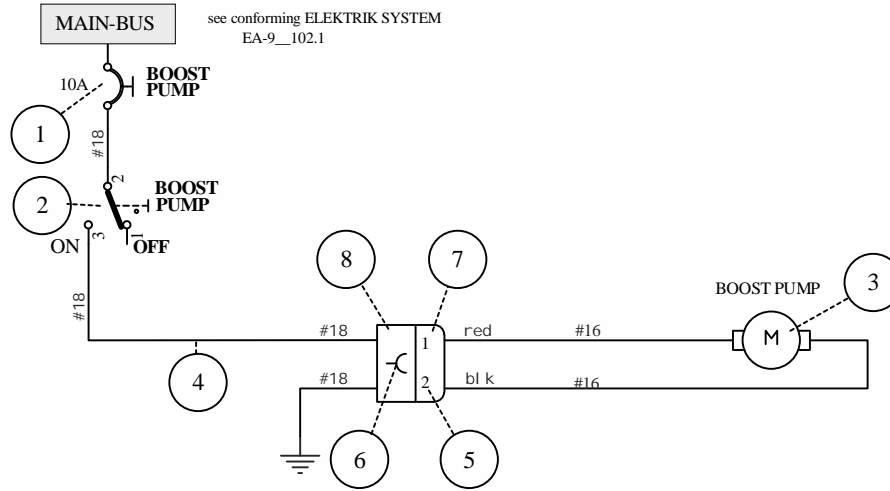 MAIN-BUS
see conforming ELEKTRIK SYSTEM
EA-9__102.1
10A
BOOST
PUMP
1
#18
2
2
BOOST
PUMP
ON
3
1
OFF
#18
8
7
BOOST PUMP
3
#18
1
red
#16
M
4
#18
2
blk
#16
6
5